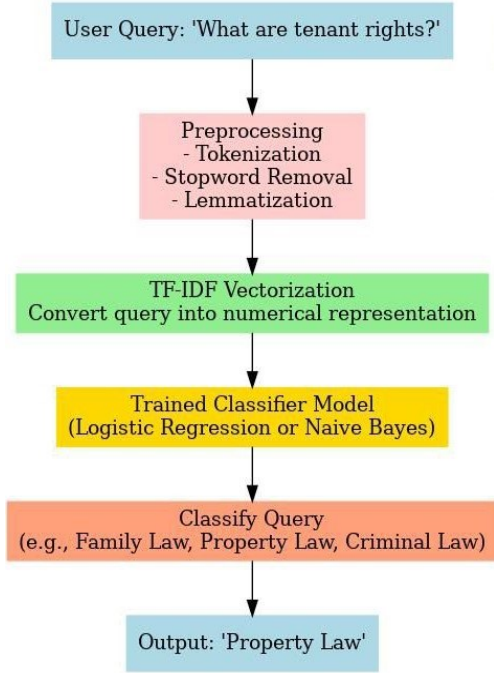 User Query: 'What are tenant rights?'
Preprocessing
- Tokenization
- Stopword Removal
- Lemmatization
TF-IDF Vectorization
Convert query into numerical representation
Trained Classifier Model
(Logistic Regression or Naive Bayes)
Classify Query
(e.g., Family Law, Property Law, Criminal Law)
Output: 'Property Law'